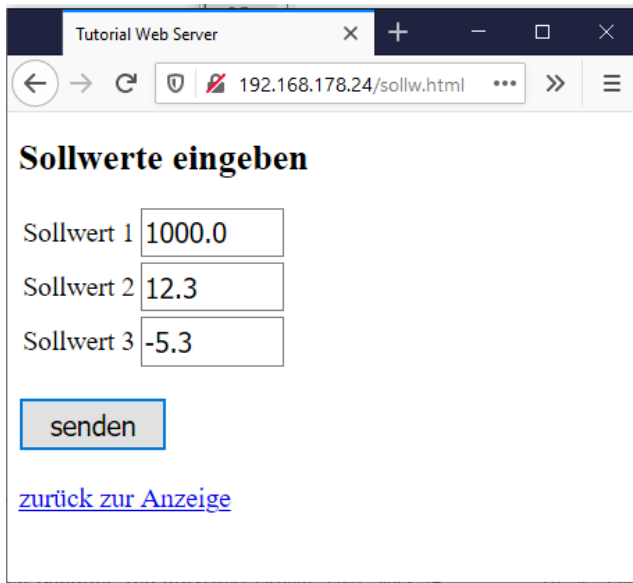 Tutorial Web Server
192.168.178.24/sollw.html
Sollwerte eingeben
Sollwert 1 1000.0
Sollwert 2 12.3
Sollwert 3 -5.3
senden
zurück zur Anzeige